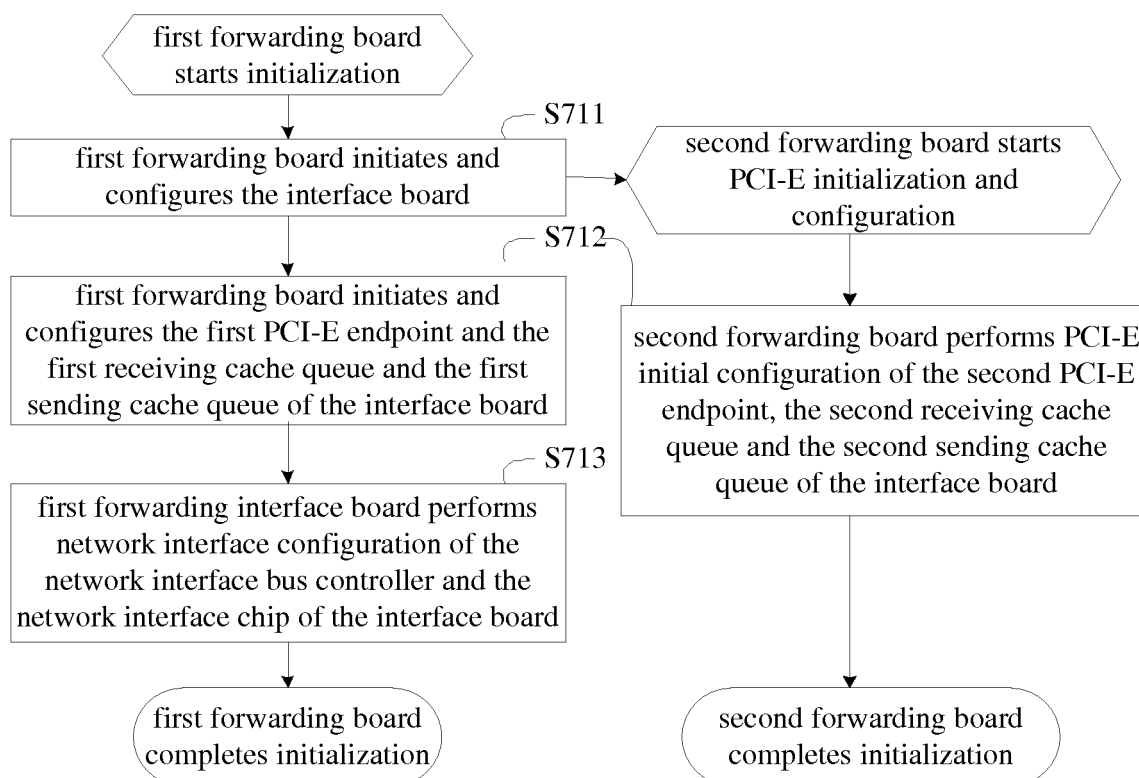 first forwarding board
starts initialization
S711
first forwarding board initiates and
configures the interface board
second forwarding board starts
PCI-E initialization and
configuration
S712
first forwarding board initiates and
configures the first PCI-E endpoint and the
first receiving cache queue and the first
sending cache queue of the interface board
second forwarding board performs PCI-E
initial configuration of the second PCI-E
endpoint, the second receiving cache
queue and the second sending cache
queue of the interface board
S713
first forwarding interface board performs
network interface configuration of the
network interface bus controller and the
network interface chip of the interface board
first forwarding board
completes initialization
second forwarding board
completes initialization